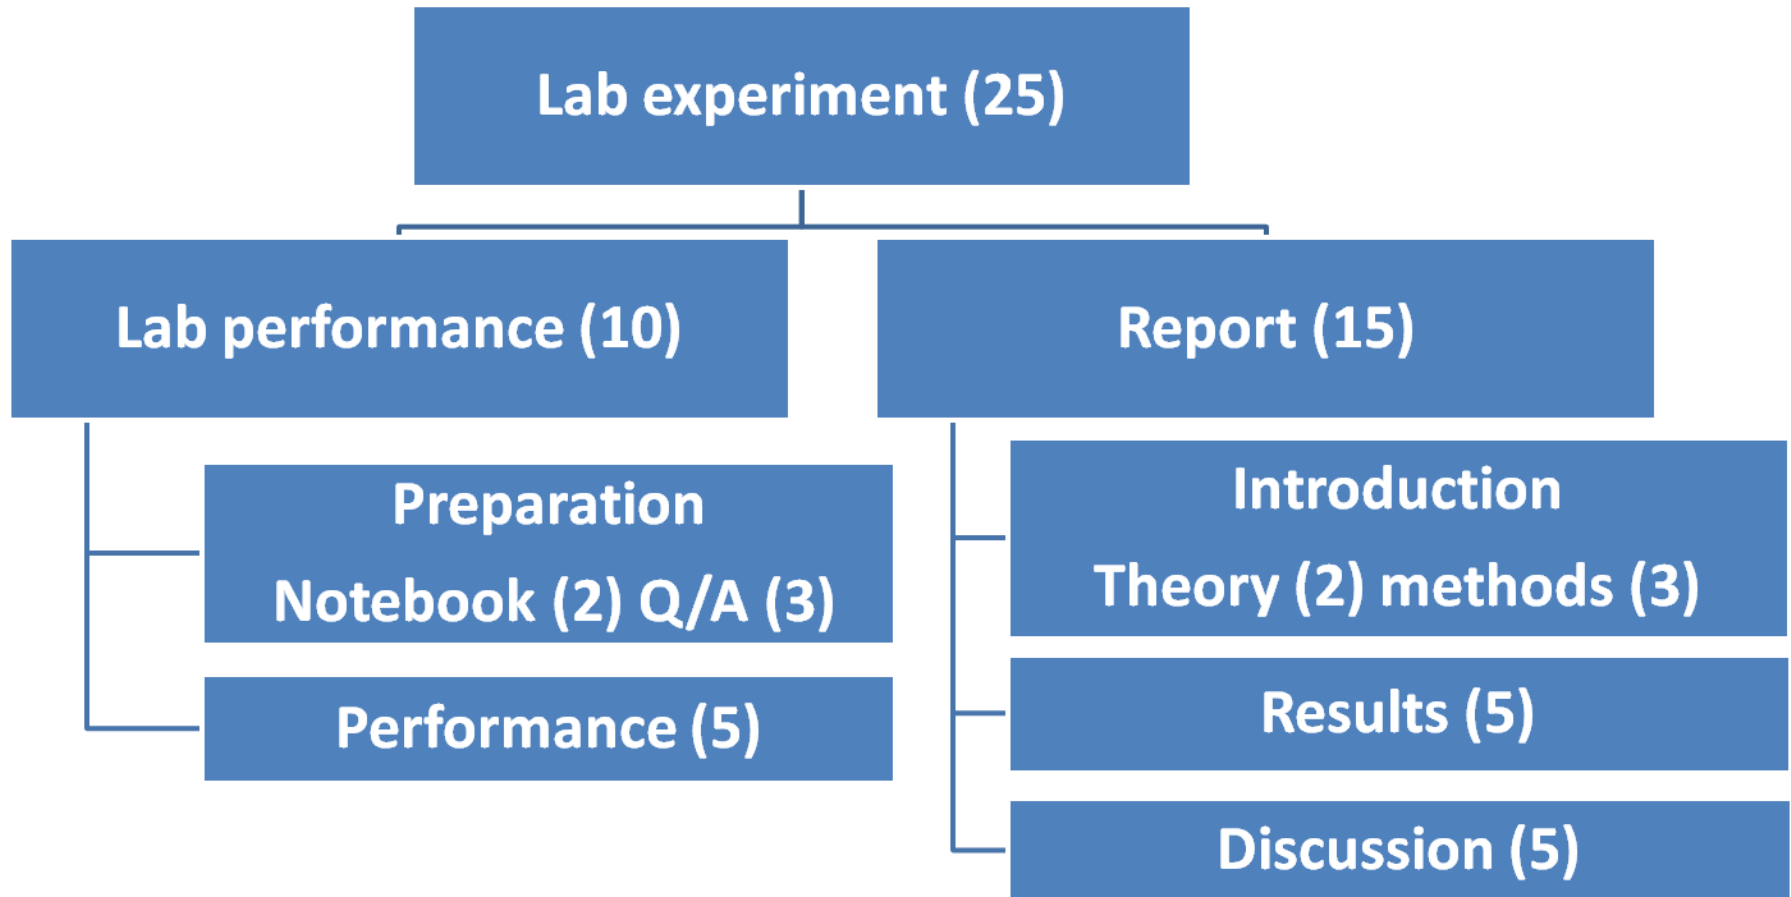 Lab experiment (25)
Lab performance (10)
Preparation
Notebook (2) Q/A (3)
Performance (5)
Report (15)
Introduction
Theory (2) methods (3)
Results (5)
Discussion (5)